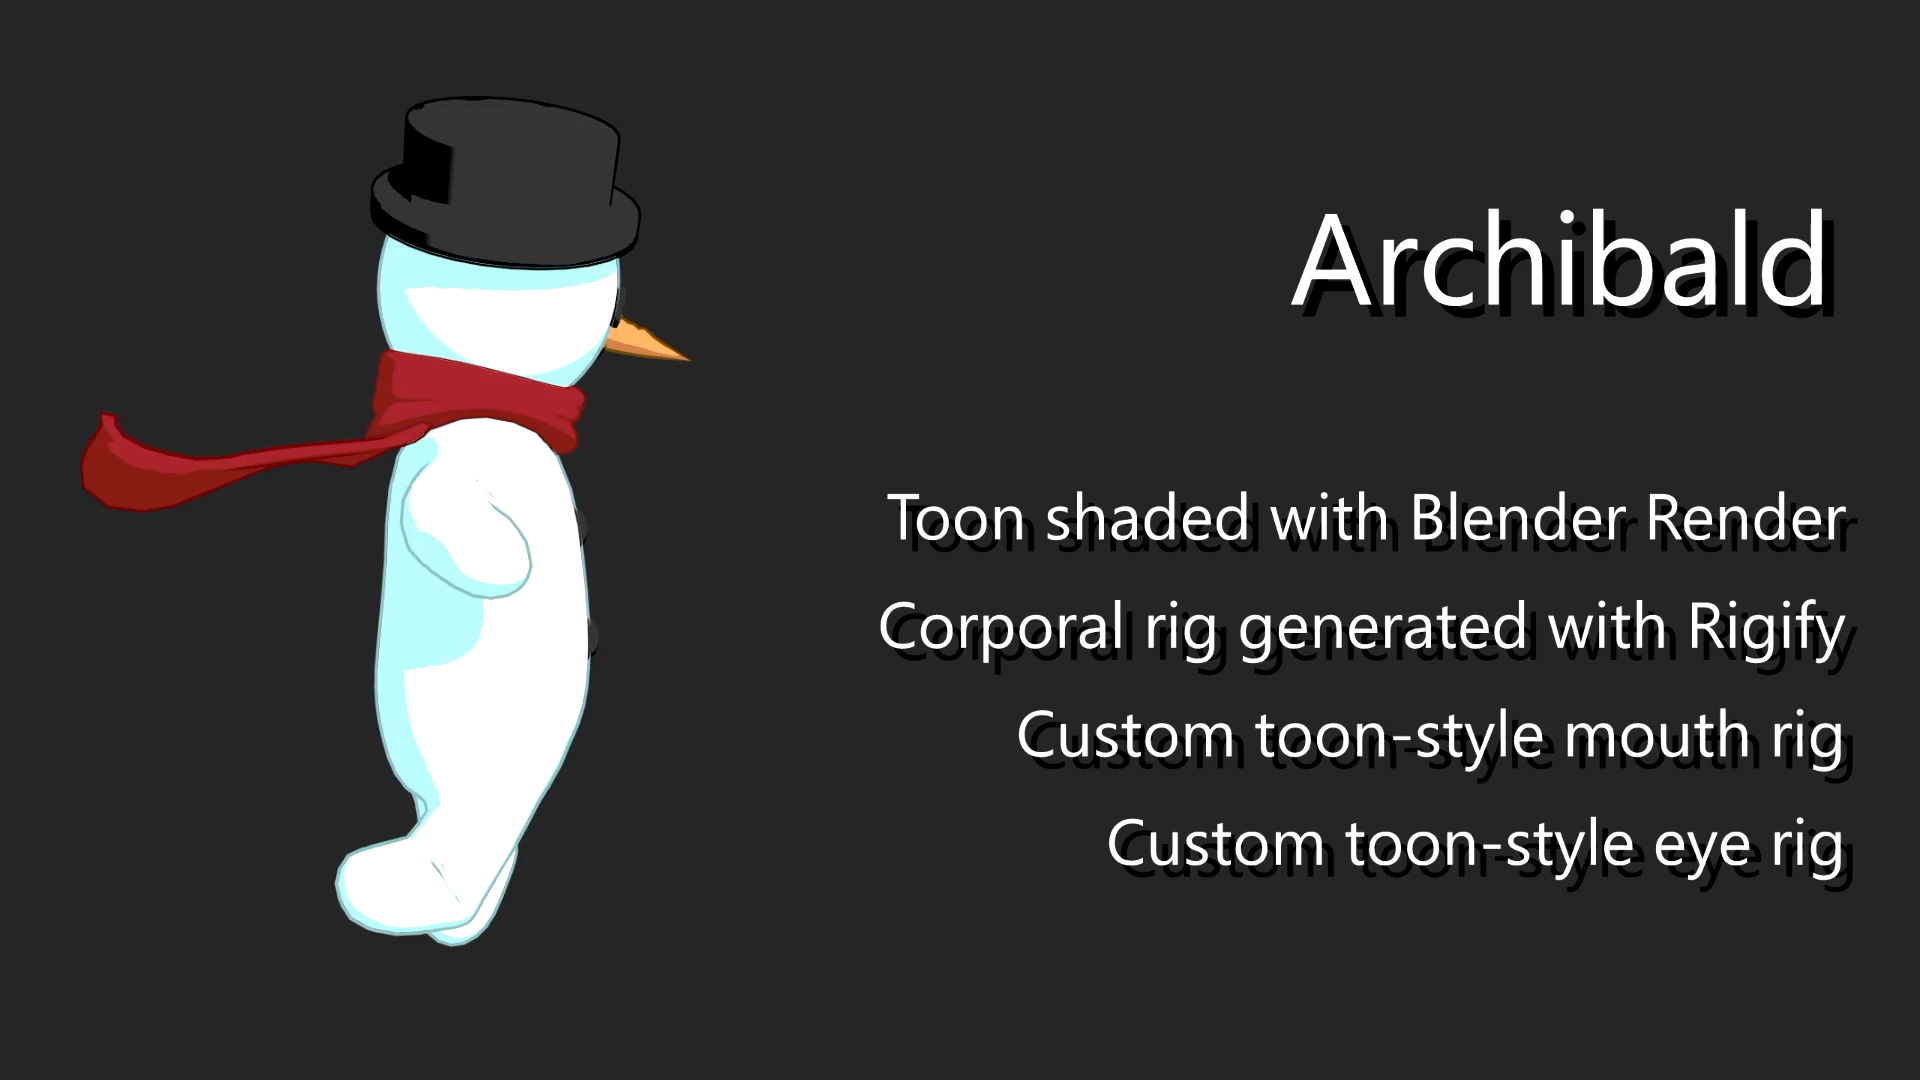 Archibald
Toon shaded with Blender Render
Corporal rig generated with Rigify
Custom toon-style mouth rig
Custom toon-style eye rig